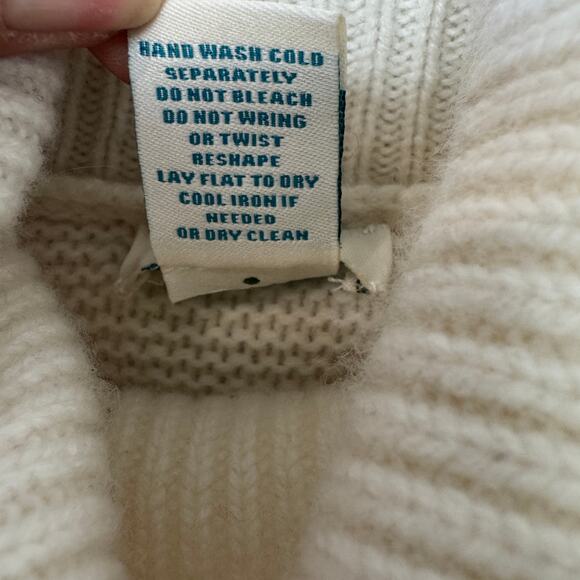 HAND WASH COLD
SEPARATELY
DO NOT BLEACH
DO NOT WRING
OR TWIST
RESHAPE
LAY FLAT TO DRY
COOL IRON IF
NEEDED
OR DRY CLEAN